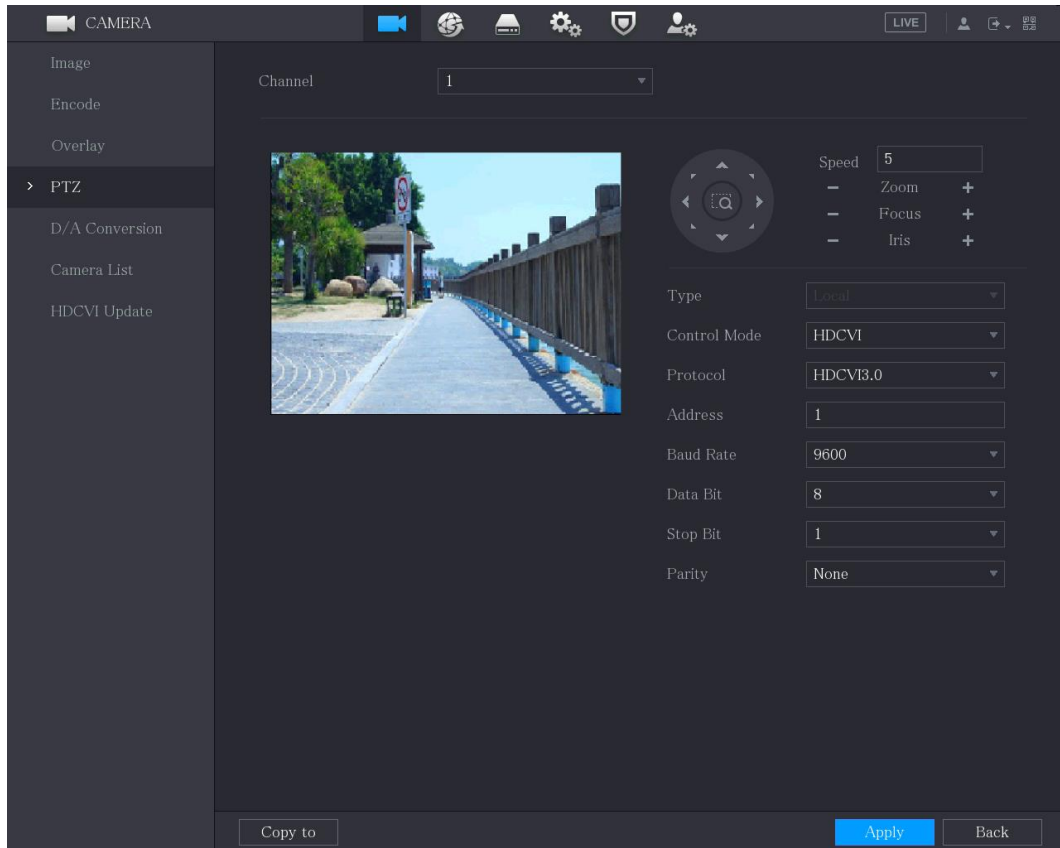 CAMERA
LIVE
Image
Encode
Overlay
PTZ
D/A Conversion
Camera List
HDCVI Update
Channel 1
Speed 5
Zoom
Focus
Iris
Type Local
Control Mode HDCVI
Protocol HDCVI3.0
Address 1
Baud Rate 9600
Data Bit 8
Stop Bit 1
Parity None
Copy to
Apply
Back